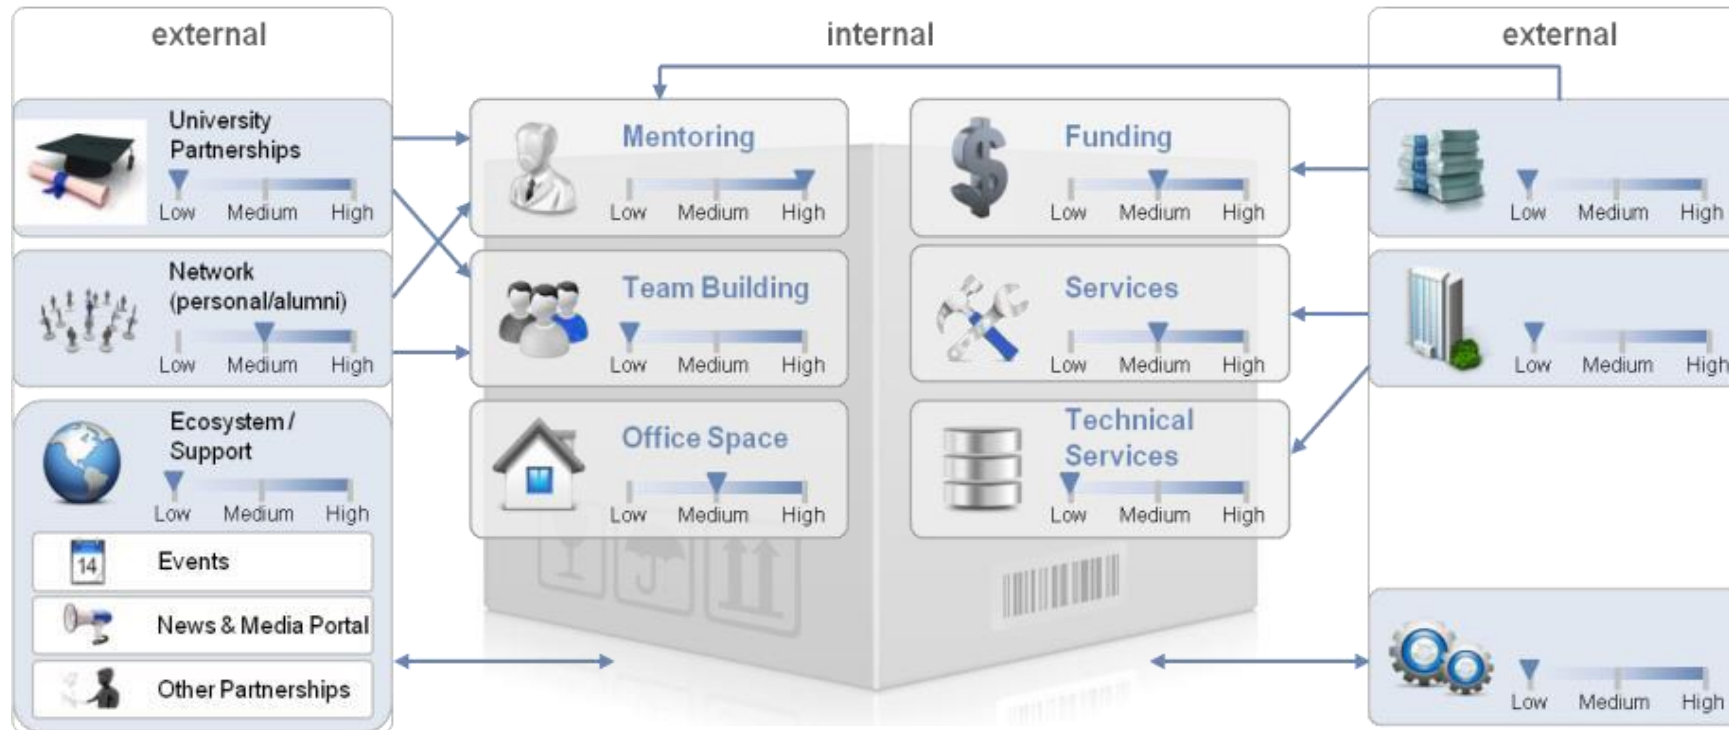 external
internal
external
University
Partnerships
Low Medium High
Network
(personal/alumni)
Low Medium High
Ecosystem /
Support
Low Medium High
14
Events
News & Media Portal
Other Partnerships
Mentoring
Low Medium High
Team Building
Low Medium High
Office Space
Low Medium High
$
Funding
Low Medium High
Services
Low Medium High
Technical
Services
Low Medium High
Low Medium High
Low Medium High
Low Medium High